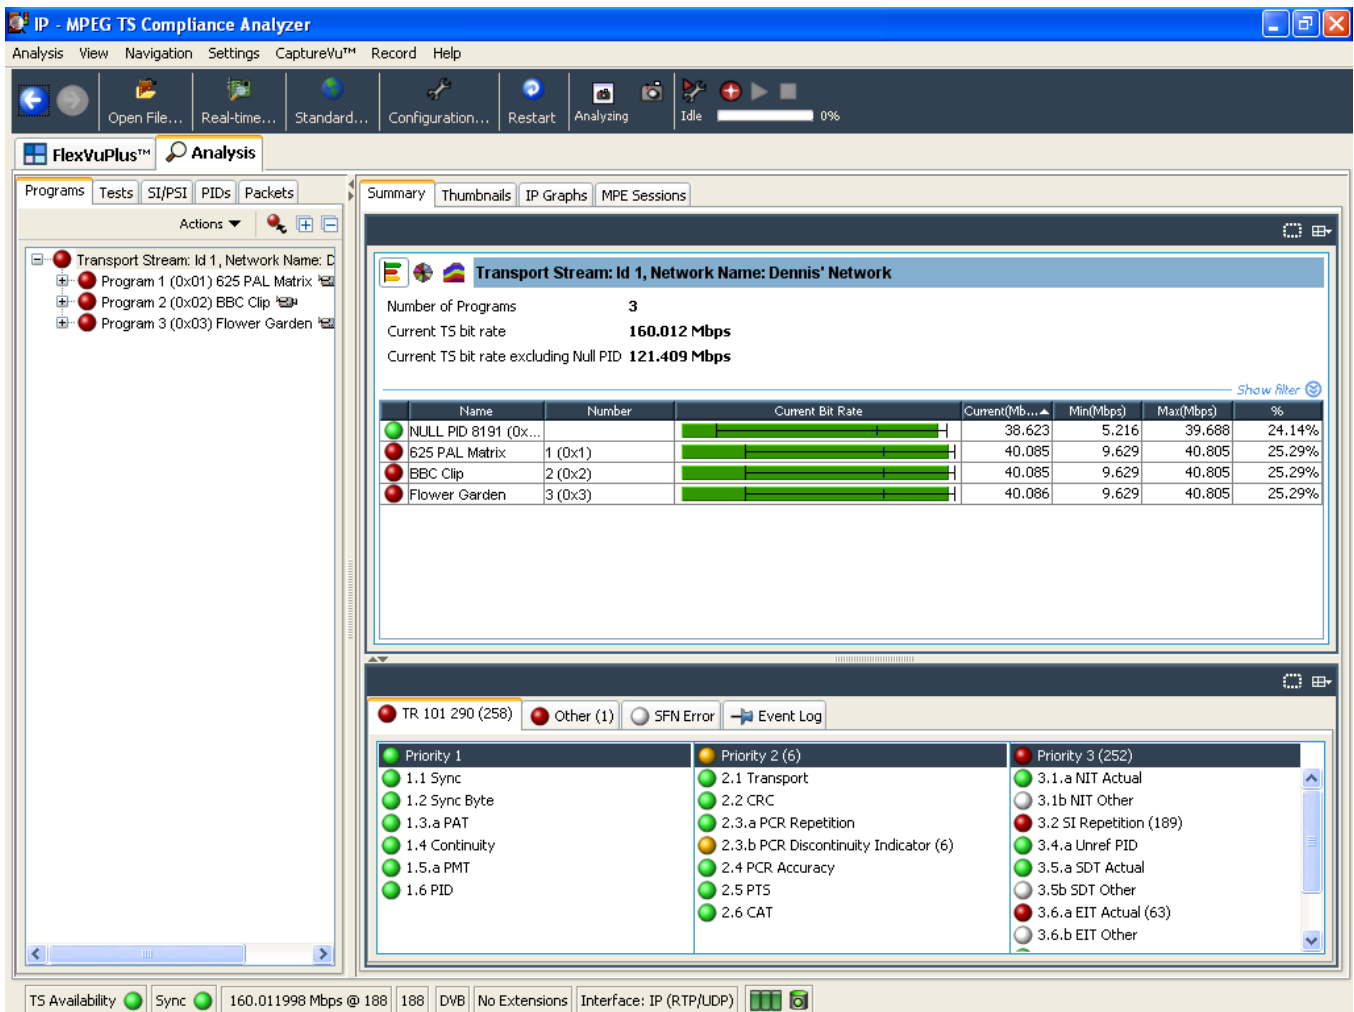 IP - MPEG TS Compliance Analyzer
Analysis View Navigation Settings CaptureVu™ Record Help
Open File... Real-time... Standard... Configuration... Restart Analyzing Idle 0%
FlexVuPlus™ Analysis
Programs Tests SI/PSI PIDs Packets
Actions
Transport Stream: Id 1, Network Name: D
Program 1 (0x01) 625 PAL Matrix
Program 2 (0x02) BBC Clip
Program 3 (0x03) Flower Garden
Summary Thumbnails IP Graphs MPE Sessions
Transport Stream: Id 1, Network Name: Dennis' Network
Number of Programs 3
Current TS bit rate 160.012 Mbps
Current TS bit rate excluding Null PID 121.409 Mbps
Show filter
Name Number Current Bit Rate Current(Mb... Min(Mbps) Max(Mbps) %
NULL PID 8191 (0x... 38.623 5.216 39.688 24.14%
625 PAL Matrix 1 (0x1) 40.085 9.629 40.805 25.29%
BBC Clip 2 (0x2) 40.085 9.629 40.805 25.29%
Flower Garden 3 (0x3) 40.086 9.629 40.805 25.29%
TR 101 290 (258) Other (1) SFN Error Event Log
Priority 1 Priority 2 (6) Priority 3 (252)
1.1 Sync 2.1 Transport 3.1.a NIT Actual
1.2 Sync Byte 2.2 CRC 3.1b NIT Other
1.3.a PAT 2.3.a PCR Repetition 3.2 SI Repetition (189)
1.4 Continuity 2.3.b PCR Discontinuity Indicator (6) 3.4.a Unref PID
1.5.a PMT 2.4 PCR Accuracy 3.5.a SDT Actual
1.6 PID 2.5 PTS 3.5b SDT Other
2.6 CAT 3.6.a EIT Actual (63)
3.6.b EIT Other
TS Availability Sync 160.011998 Mbps @ 188 188 DVB No Extensions Interface: IP (RTP/UDP)